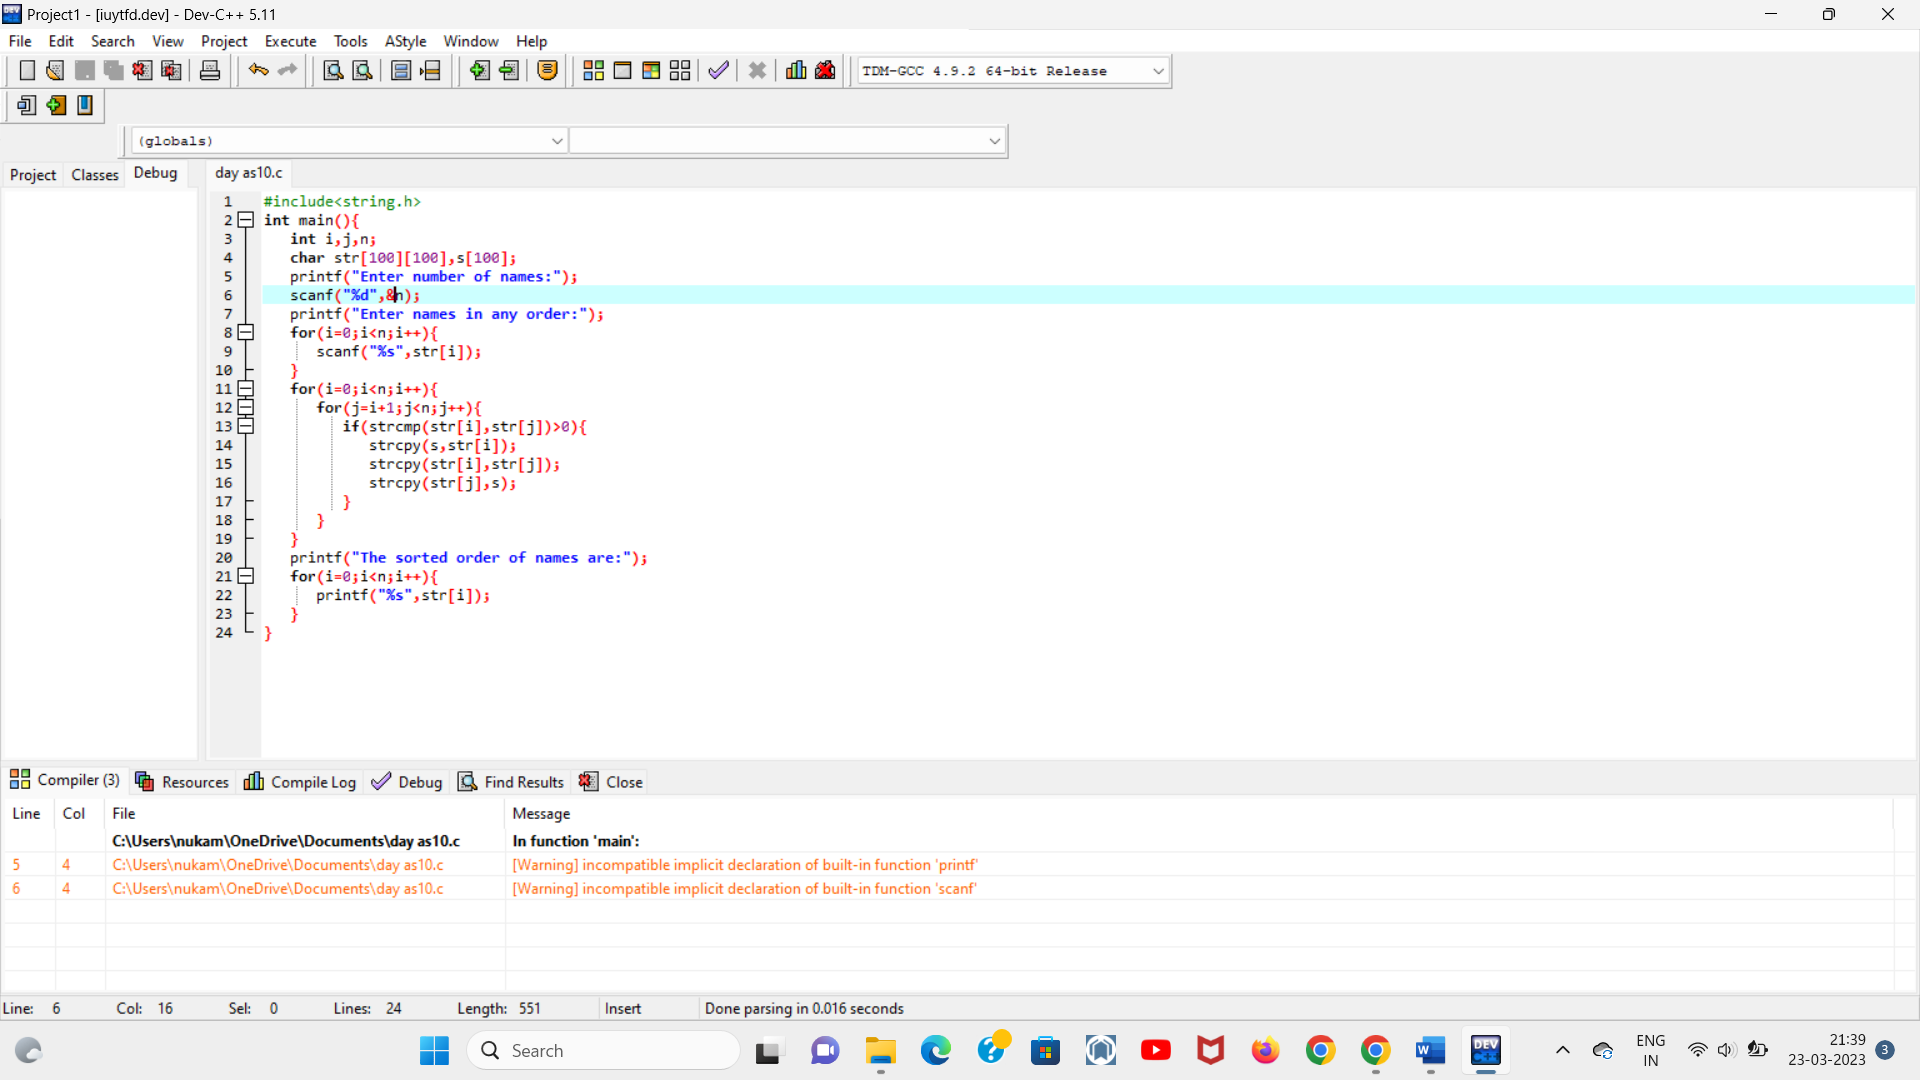 Project1 - [iuytfd.dev] - Dev-C++ 5.11
File Edit Search View Project Execute Tools AStyle Window Help
TDM-GCC 4.9.2 64-bit Release
(globals)
Project Classes Debug day as10.c
1 #include<string.h>
2 int main(){
3 int i,j,n;
4 char str[100][100],s[100];
5 printf("Enter number of names:");
6 scanf("%d",&n);
7 printf("Enter names in any order:");
8 for(i=0;i<n;i++){
9 scanf("%s",str[i]);
10 }
11 for(i=0;i<n;i++){
12 for(j=i+1;j<n;j++){
13 if(strcmp(str[i],str[j])>0){
14 strcpy(s,str[i]);
15 strcpy(str[i],str[j]);
16 strcpy(str[j],s);
17 }
18 }
19 }
20 printf("The sorted order of names are:");
21 for(i=0;i<n;i++){
22 printf("%s",str[i]);
23 }
24 }
Compiler (3) Resources Compile Log Debug Find Results Close
Line Col File Message
C:\Users\nukam\OneDrive\Documents\day as10.c In function 'main':
5 4 C:\Users\nukam\OneDrive\Documents\day as10.c [Warning] incompatible implicit declaration of built-in function 'printf'
6 4 C:\Users\nukam\OneDrive\Documents\day as10.c [Warning] incompatible implicit declaration of built-in function 'scanf'
Line: 6 Col: 16 Sel: 0 Lines: 24 Length: 551 Insert Done parsing in 0.016 seconds
Search
DEV
ENG
IN
21:39
23-03-2023
3